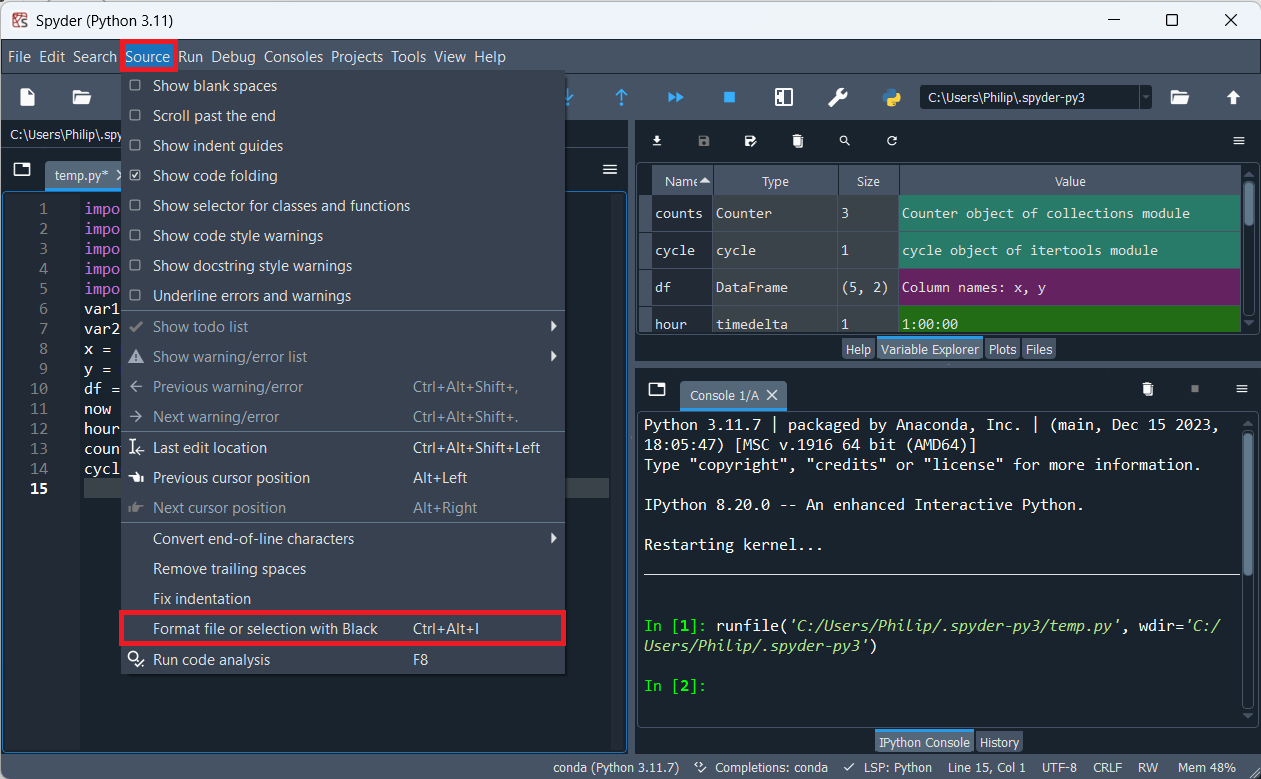 Spyder (Python 3.11)
File Edit Search Source Run Debug Consoles Projects Tools View Help
C:\Users\Philip\.spyder-py3
C:\Users\Philip\.spy
temp.py*
1 impo
2 impo
3 impo
4 impo
5 impo
6 var1
7 var2
8 x =
9 y =
10 df =
11 now
12 hour
13 coun
14 cycl
15
Show blank spaces
Scroll past the end
Show indent guides
Show code folding
Show selector for classes and functions
Show code style warnings
Show docstring style warnings
Underline errors and warnings
Show todo list
Show warning/error list
Previous warning/error Ctrl+Alt+Shift+,
Next warning/error Ctrl+Alt+Shift+.
Last edit location Ctrl+Alt+Shift+Left
Previous cursor position Alt+Left
Next cursor position Alt+Right
Convert end-of-line characters
Remove trailing spaces
Fix indentation
Format file or selection with Black Ctrl+Alt+I
Run code analysis F8
Name Type Size Value
counts Counter 3 Counter object of collections module
cycle cycle 1 cycle object of itertools module
df DataFrame (5, 2) Column names: x, y
hour timedelta 1 1:00:00
Help Variable Explorer Plots Files
Console 1/A
Python 3.11.7 | packaged by Anaconda, Inc. | (main, Dec 15 2023,
18:05:47) [MSC v.1916 64 bit (AMD64)]
Type "copyright", "credits" or "license" for more information.
IPython 8.20.0 -- An enhanced Interactive Python.
Restarting kernel...
In [1]: runfile('C:/Users/Philip/.spyder-py3/temp.py', wdir='C:/
Users/Philip/.spyder-py3')
In [2]:
IPython Console History
conda (Python 3.11.7) Completions: conda LSP: Python Line 15, Col 1 UTF-8 CRLF RW Mem 48%